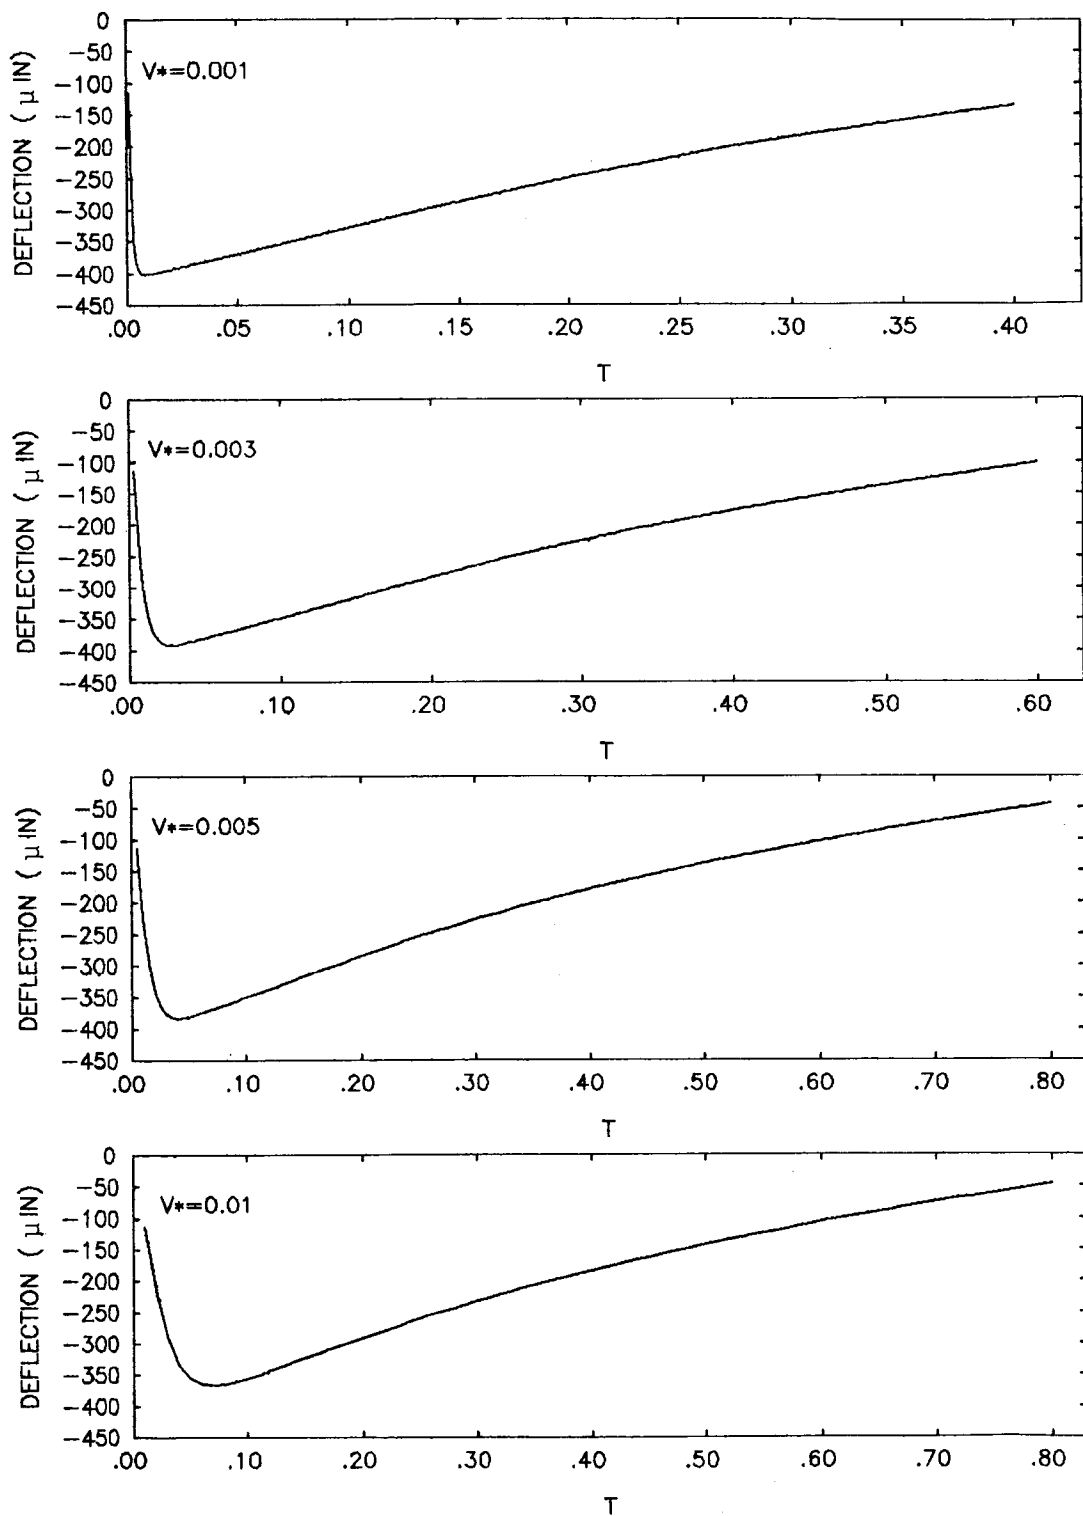 0
-50
-100
-150
-200
-250
-300
-350
-400
-450
DEFLECTION ( μ IN)
V*=0.001
.00 .05 .10 .15 .20 .25 .30 .35 .40
T
0
-50
-100
-150
-200
-250
-300
-350
-400
-450
DEFLECTION ( μ IN)
V*=0.003
.00 .10 .20 .30 .40 .50 .60
T
0
-50
-100
-150
-200
-250
-300
-350
-400
-450
DEFLECTION ( μ IN)
V*=0.005
.00 .10 .20 .30 .40 .50 .60 .70 .80
T
0
-50
-100
-150
-200
-250
-300
-350
-400
-450
DEFLECTION ( μ IN)
V*=0.01
.00 .10 .20 .30 .40 .50 .60 .70 .80
T